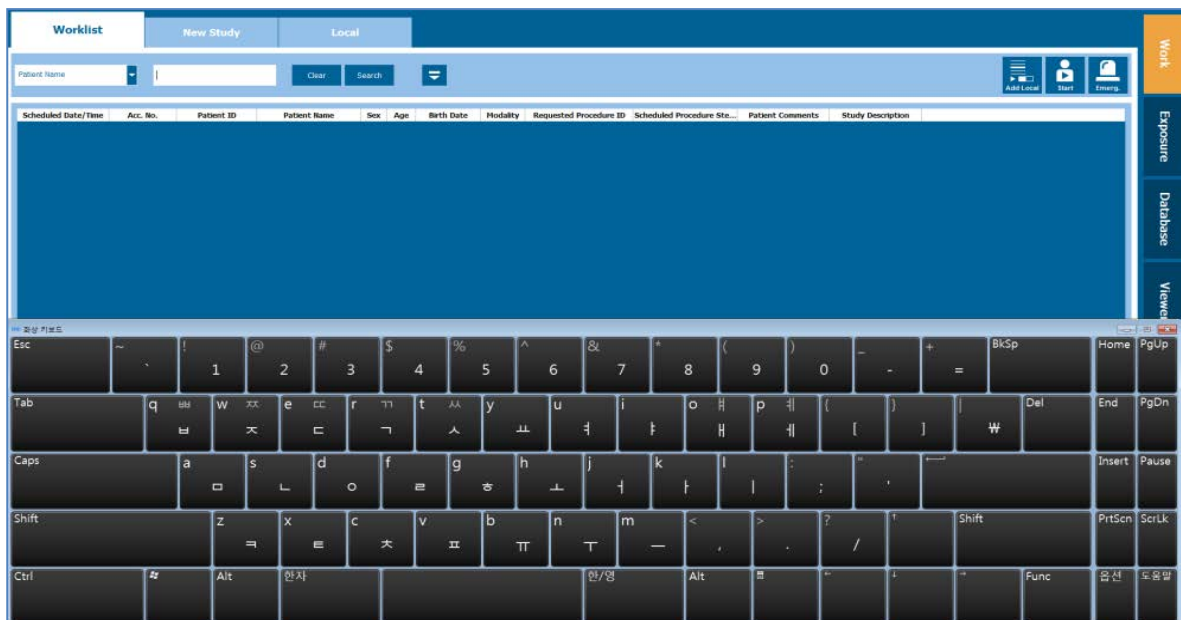 Worklist New Study Local
Work
Patient Name Clear Search Add Local Start Emerg.
Scheduled Date/Time Acc. No. Patient ID Patient Name Sex Age Birth Date Modality Requested Procedure ID Scheduled Procedure Ste... Patient Comments Study Description
Exposure
Database
Viewer
화상 키보드
Esc ~ ` ! 1 @ 2 # 3 $ 4 % 5 ^ 6 & 7 * 8 ( 9 ) 0 _ - + = BkSp Home PgUp
Tab q ㅃ ㅂ w ㅉ ㅈ e ㄸ ㄷ r ㄲ ㄱ t ㅆ ㅅ y ㅛ u ㅕ i ㅑ o ㅒ ㅐ p ㅖ ㅔ { [ } ] | ₩ Del End PgDn
Caps a ㅁ s ㄴ d ㅇ f ㄹ g ㅎ h ㅗ j ㅓ k ㅏ l ㅣ : ; " ' Insert Pause
Shift z ㅋ x ㅌ c ㅊ v ㅍ b ㅠ n ㅜ m ㅡ < , > . ? / ↑ Shift PrtScn ScrLk
Ctrl Alt 한자 한/영 Alt ← ↓ → Func 옵션 도움말